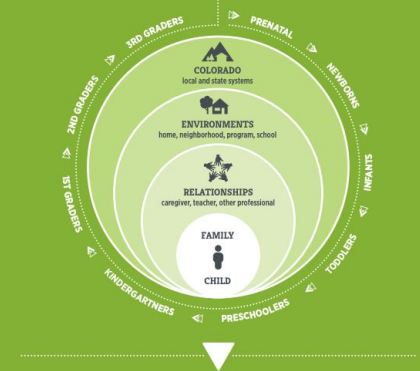 PRENATAL
NEWBORNS
INFANTS
TODDLERS
PRESCHOOLERS
KINDERGARTNERS
1ST GRADERS
2ND GRADERS
3RD GRADERS
COLORADO
local and state systems
ENVIRONMENTS
home, neighborhood, program, school
RELATIONSHIPS
caregiver, teacher, other professional
FAMILY
CHILD